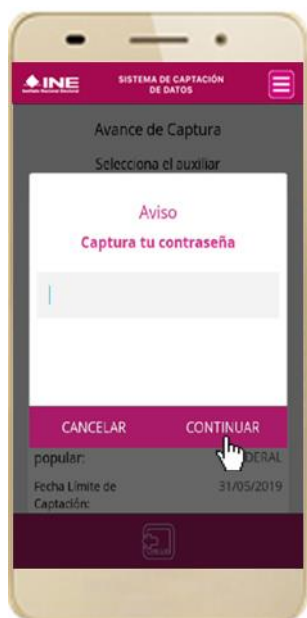 INE
Instituto Nacional Electoral
SISTEMA DE CAPTACIÓN
DE DATOS
Avance de Captura
Selecciona el auxiliar
Aviso
Captura tu contraseña
CANCELAR CONTINUAR
popular: DERAL
Fecha Límite de 31/05/2019
Captación: